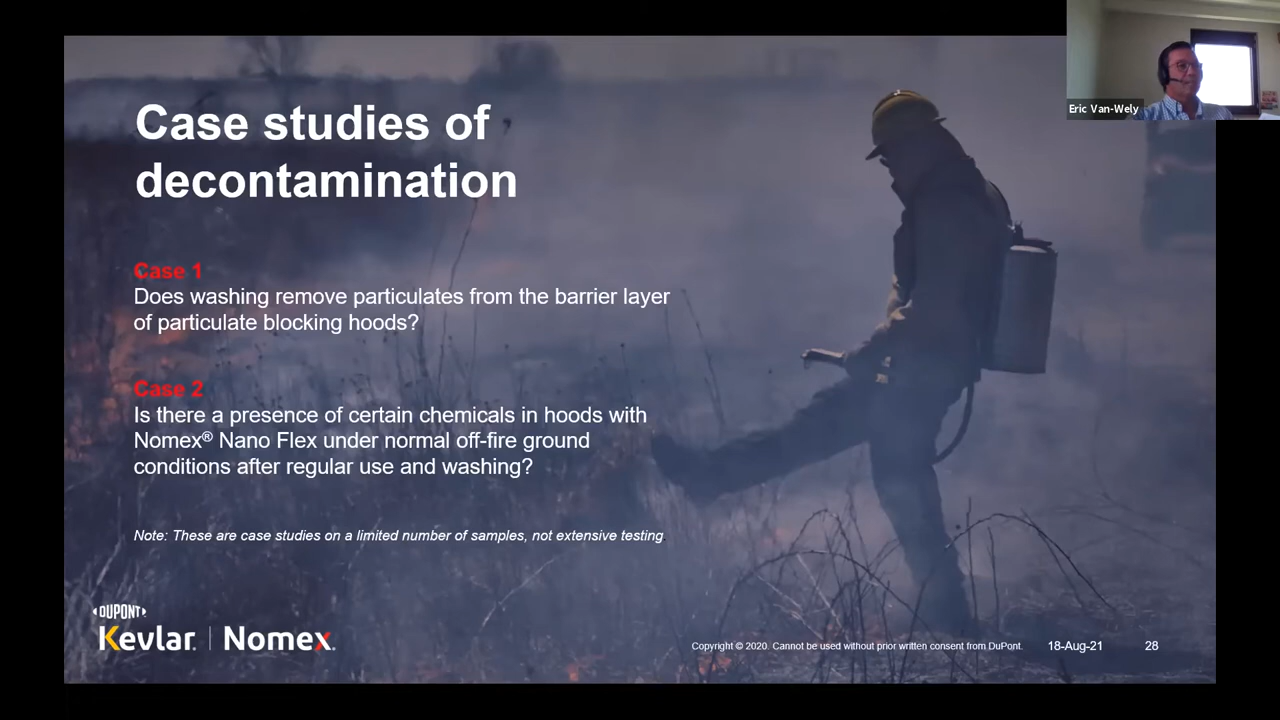 Eric Van-Wely
Case studies of
decontamination
Case 1
Does washing remove particulates from the barrier layer
of particulate blocking hoods?
Case 2
Is there a presence of certain chemicals in hoods with
Nomex® Nano Flex under normal off-fire ground
conditions after regular use and washing?
Note: These are case studies on a limited number of samples, not extensive testing.
DUPONT
Kevlar. | Nomex.
Copyright © 2020. Cannot be used without prior written consent from DuPont. 18-Aug-21 28